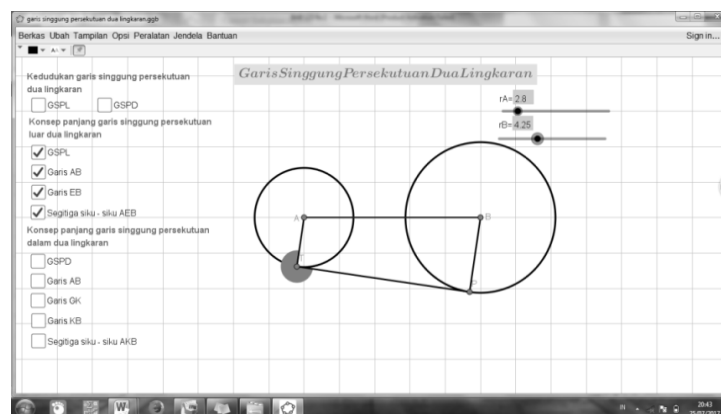 garis singgung persekutuan dua lingkaran.ggb
Berkas Ubah Tampilan Opsi Peralatan Jendela Bantuan
Sign in...
GarisSinggungPersekutuanDuaLingkaran
Kedudukan garis singgung persekutuan
dua lingkaran
GSPL GSPD
Konsep panjang garis singgung persekutuan
luar dua lingkaran
GSPL
Garis AB
Garis EB
Segitiga siku - siku AEB
Konsep panjang garis singgung persekutuan
dalam dua lingkaran
GSPD
Garis AB
Garis GK
Garis KB
Segitiga siku - siku AKB
rA= 2.8
rB= 4.25
A
B
W
20:43